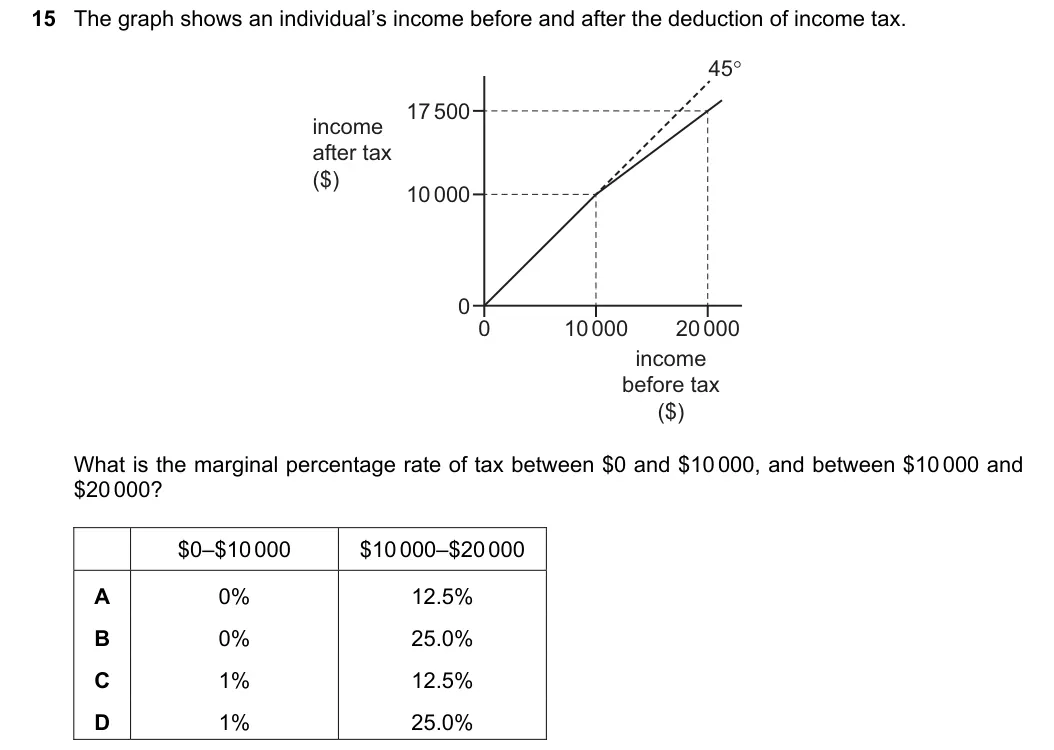 15 The graph shows an individual's income before and after the deduction of income tax.
45°
17 500
income
after tax
($)
10 000
0
0 10 000 20 000
income
before tax
($)
What is the marginal percentage rate of tax between $0 and $10 000, and between $10 000 and
$20 000?
$0–$10 000 $10 000–$20 000
A 0% 12.5%
B 0% 25.0%
C 1% 12.5%
D 1% 25.0%